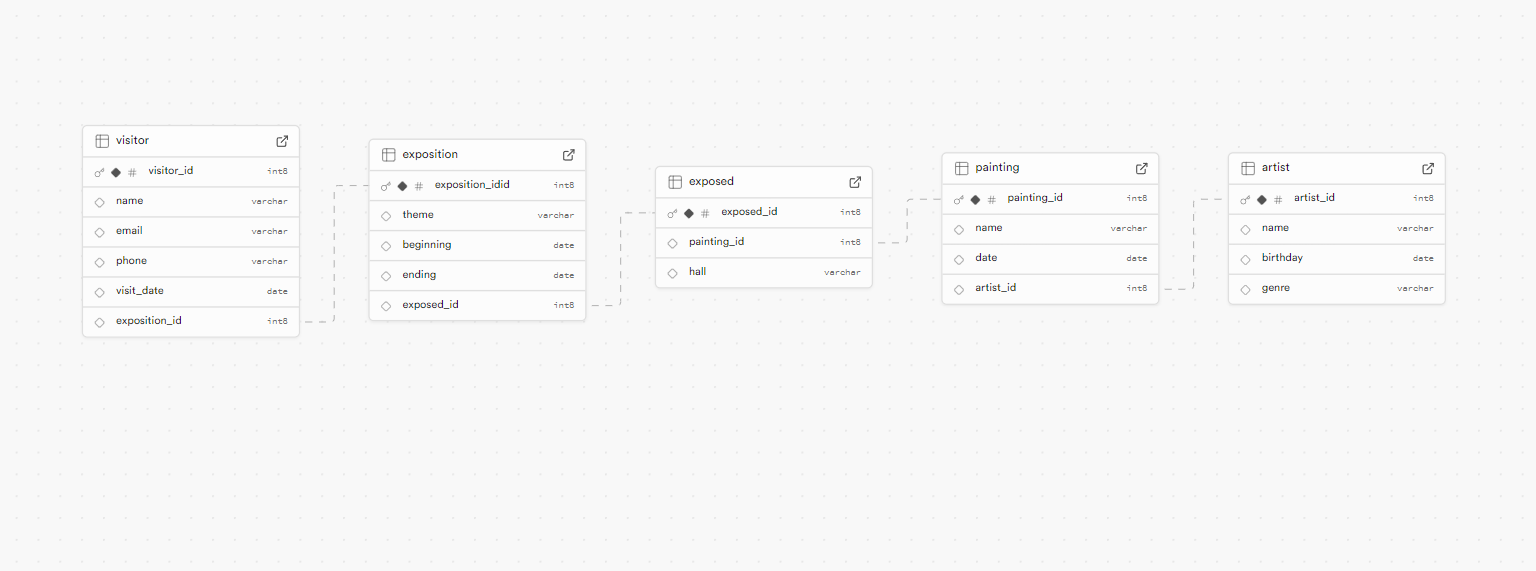 visitor
# visitor_id int8
name varchar
email varchar
phone varchar
visit_date date
exposition_id int8
exposition
# exposition_idid int8
theme varchar
beginning date
ending date
exposed_id int8
exposed
# exposed_id int8
painting_id int8
hall varchar
painting
# painting_id int8
name varchar
date date
artist_id int8
artist
# artist_id int8
name varchar
birthday date
genre varchar